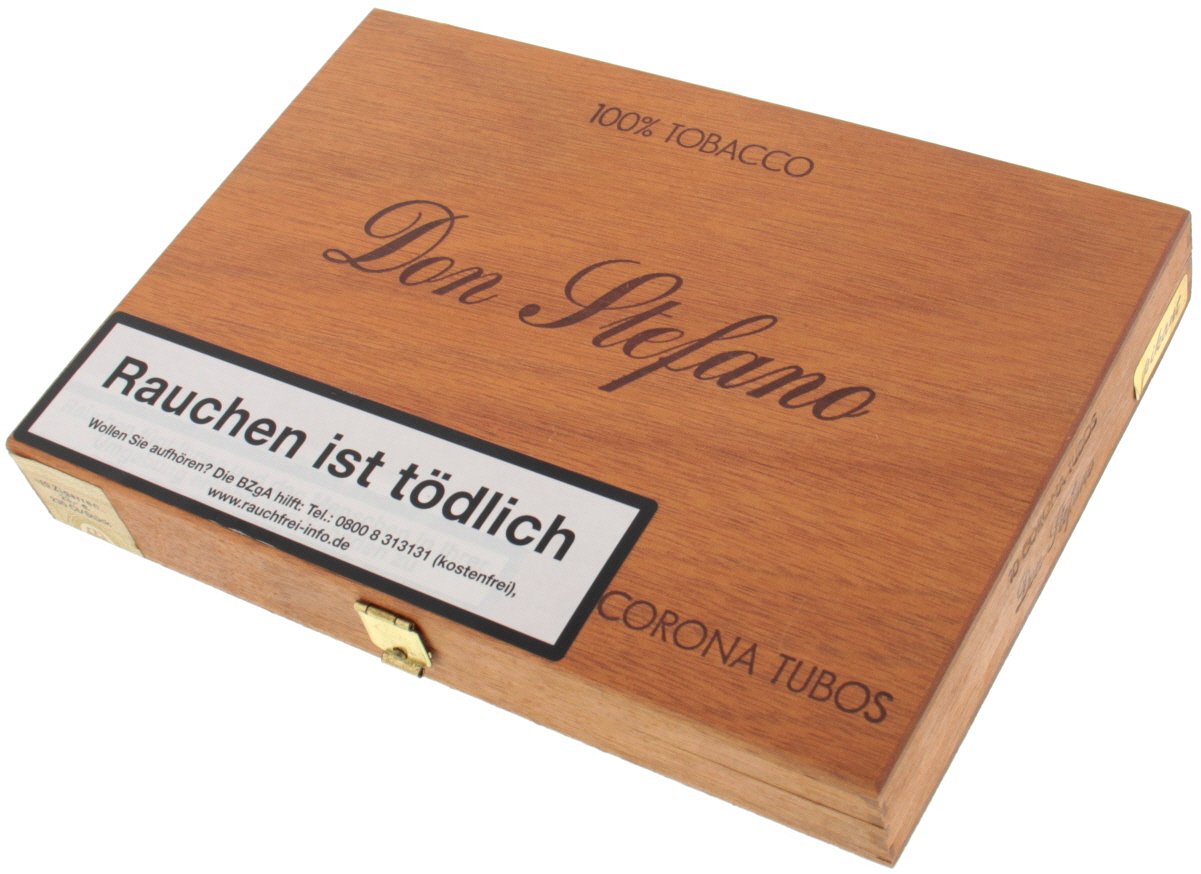 100% TOBACCO
Don Stefano
Rauchen ist tödlich
Wollen Sie aufhören? Die BZgA hilft: Tel.: 0800 8 313131 (kostenfrei),
www.rauchfrei-info.de
CORONA TUBOS